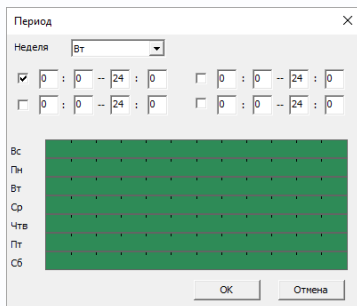 Период
Неделя Вт
0 : 0 -- 24 : 0 0 : 0 -- 24 : 0
0 : 0 -- 24 : 0 0 : 0 -- 24 : 0
Вс
Пн
Вт
Ср
Чтв
Пт
Сб
OK Отмена